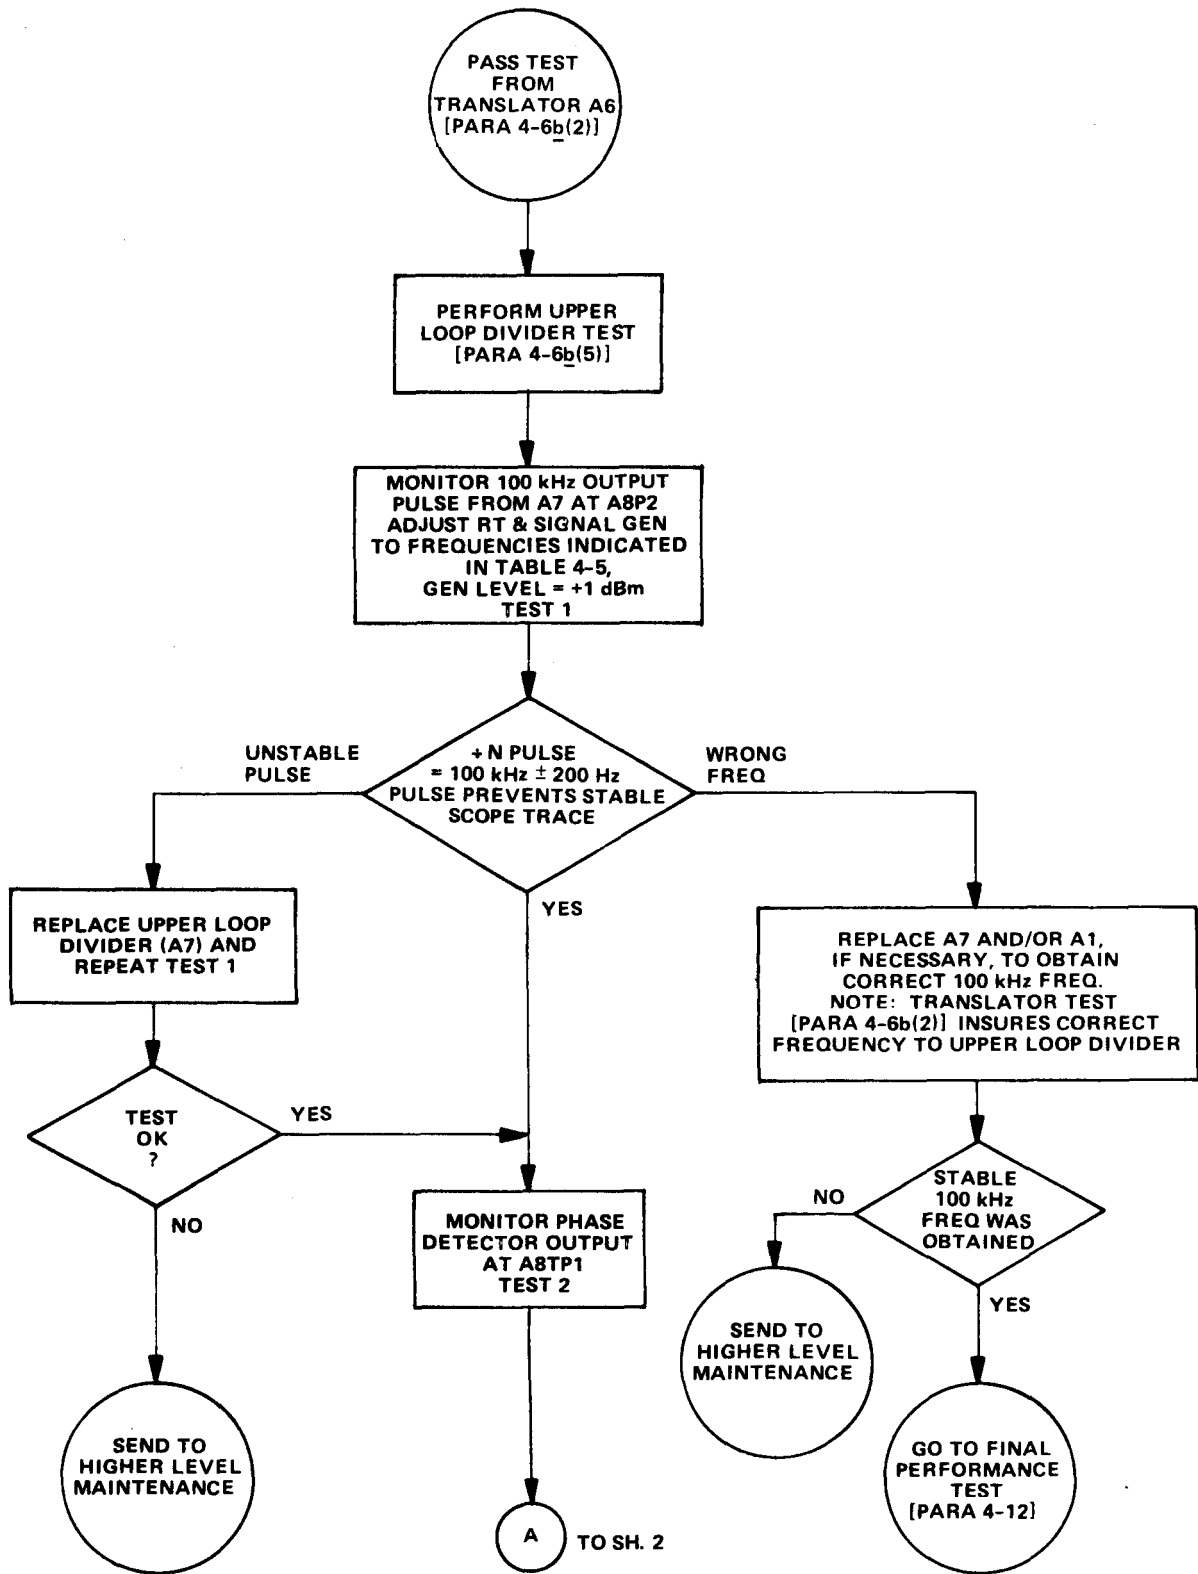 PASS TEST
FROM
TRANSLATOR A6
[PARA 4-6b(2)]
PERFORM UPPER
LOOP DIVIDER TEST
[PARA 4-6b(5)]
MONITOR 100 kHz OUTPUT
PULSE FROM A7 AT A8P2
ADJUST RT & SIGNAL GEN
TO FREQUENCIES INDICATED
IN TABLE 4-5,
GEN LEVEL = +1 dBm
TEST 1
UNSTABLE
PULSE
÷ N PULSE
= 100 kHz ± 200 Hz
PULSE PREVENTS STABLE
SCOPE TRACE
WRONG
FREQ
YES
REPLACE UPPER LOOP
DIVIDER (A7) AND
REPEAT TEST 1
REPLACE A7 AND/OR A1,
IF NECESSARY, TO OBTAIN
CORRECT 100 kHz FREQ.
NOTE: TRANSLATOR TEST
[PARA 4-6b(2)] INSURES CORRECT
FREQUENCY TO UPPER LOOP DIVIDER
TEST
OK
?
YES
NO
MONITOR PHASE
DETECTOR OUTPUT
AT A8TP1
TEST 2
STABLE
100 kHz
FREQ WAS
OBTAINED
NO
YES
SEND TO
HIGHER LEVEL
MAINTENANCE
SEND TO
HIGHER LEVEL
MAINTENANCE
GO TO FINAL
PERFORMANCE
TEST
[PARA 4-12]
A
TO SH. 2